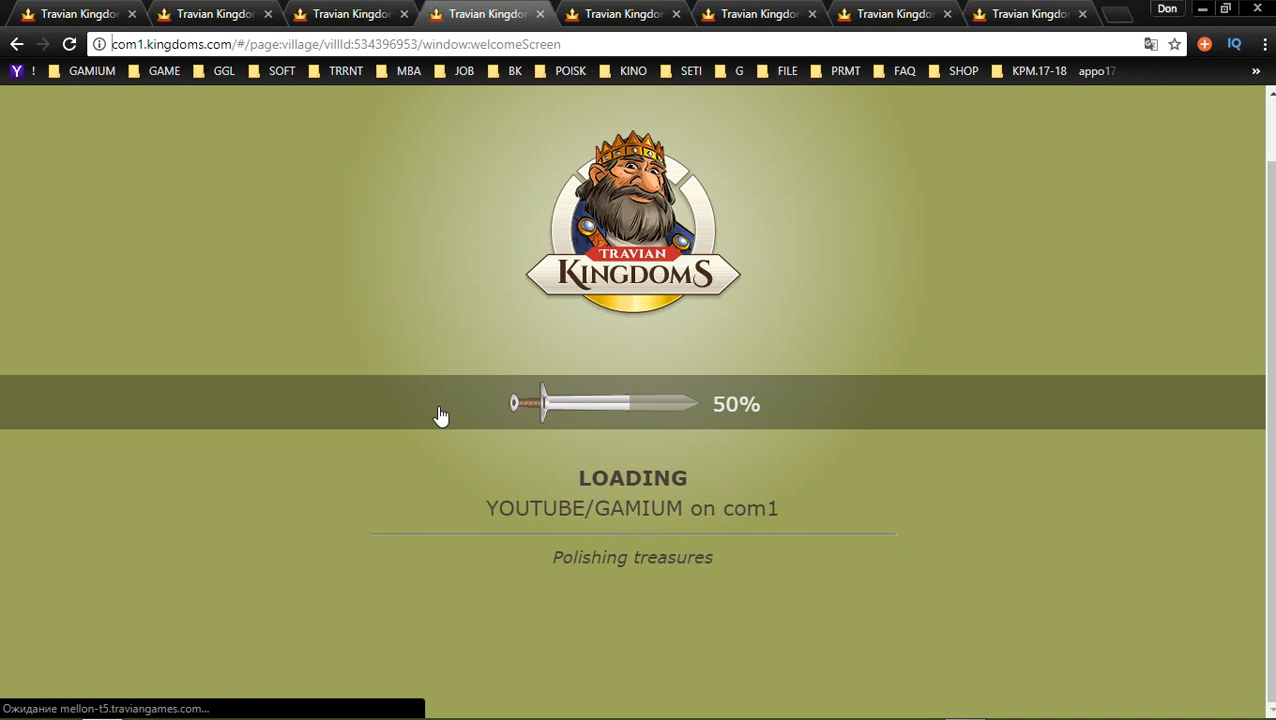 Travian Kingdo Travian Kingdo Travian Kingdo Travian Kingdo Travian Kingdo Travian Kingdo Travian Kingdo Travian Kingdo Don
com1.kingdoms.com/#/page:village/villId:534396953/window:welcomeScreen IQ
Y ! GAMIUM GAME GGL SOFT TRRNT MBA JOB BK POISK KINO SETI G FILE PRMT FAQ SHOP KPM.17-18 appo17 »
TRAVIAN
KINGDOMS
50%
LOADING
YOUTUBE/GAMIUM on com1
Polishing treasures
Ожидание mellon-t5.traviangames.com...